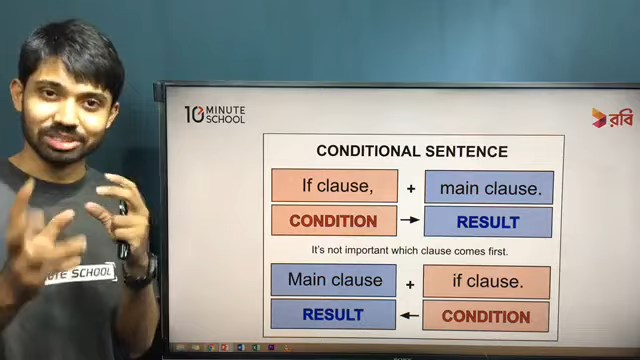 10 MINUTE
SCHOOL
রবি
CONDITIONAL SENTENCE
If clause, + main clause.
CONDITION → RESULT
It's not important which clause comes first.
Main clause + if clause.
RESULT ← CONDITION
NUTE SCHOOL